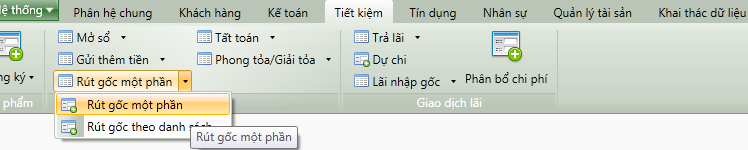 Hệ thống Phân hệ chung Khách hàng Kế toán Tiết kiệm Tín dụng Nhân sự Quản lý tài sản Khai thác dữ liệu
Mở sổ Tất toán Trả lãi
Gửi thêm tiền Phong tỏa/Giải tỏa Dự chi
ng ký Rút gốc một phần Lãi nhập gốc Phân bổ chi phí
phẩm Giao dịch lãi
Rút gốc một phần
Rút gốc theo danh sách
Rút gốc một phần